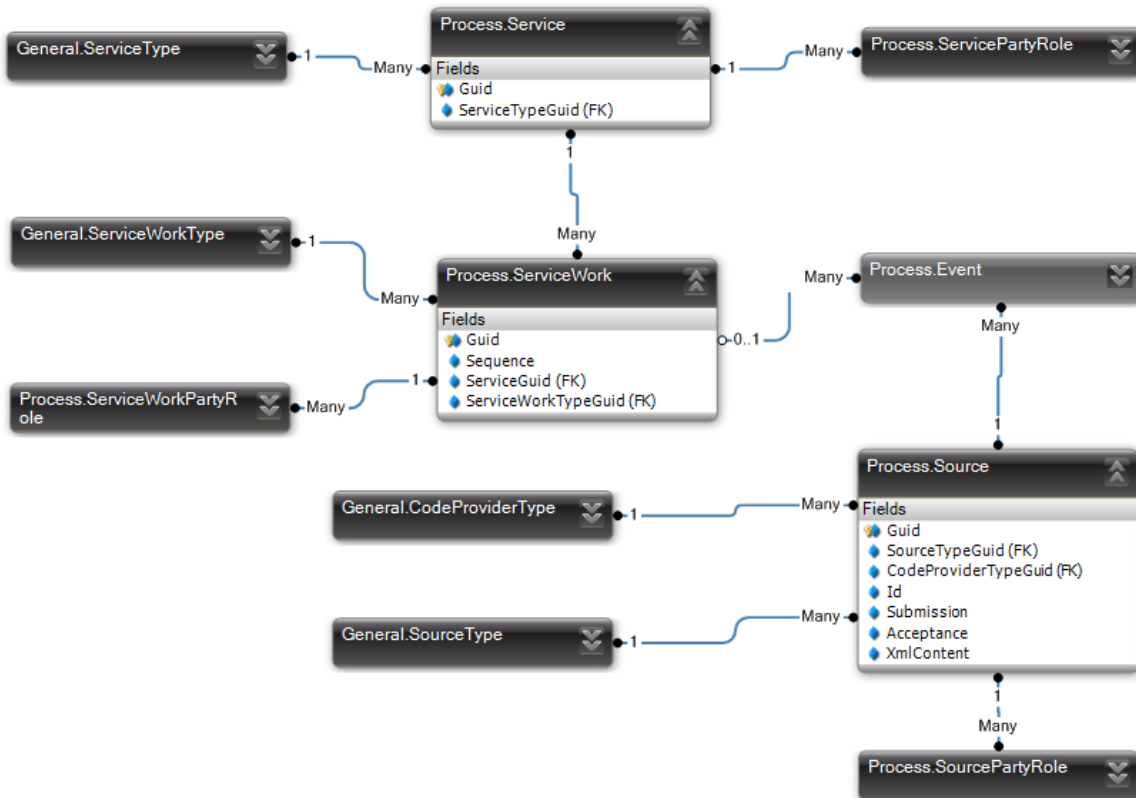 Process.Service
General.ServiceType
Process.ServicePartyRole
1
Many
1
Many
Fields
Guid
ServiceTypeGuid (FK)
1
Many
General.ServiceWorkType
1
Many
Process.ServiceWork
Fields
Guid
Sequence
ServiceGuid (FK)
ServiceWorkTypeGuid (FK)
Many
0..1
Process.Event
Process.ServiceWorkPartyR
ole
Many
1
Many
1
Process.Source
Fields
Guid
SourceTypeGuid (FK)
CodeProviderTypeGuid (FK)
Id
Submission
Acceptance
XmlContent
General.CodeProviderType
1
Many
General.SourceType
1
Many
1
Many
Process.SourcePartyRole